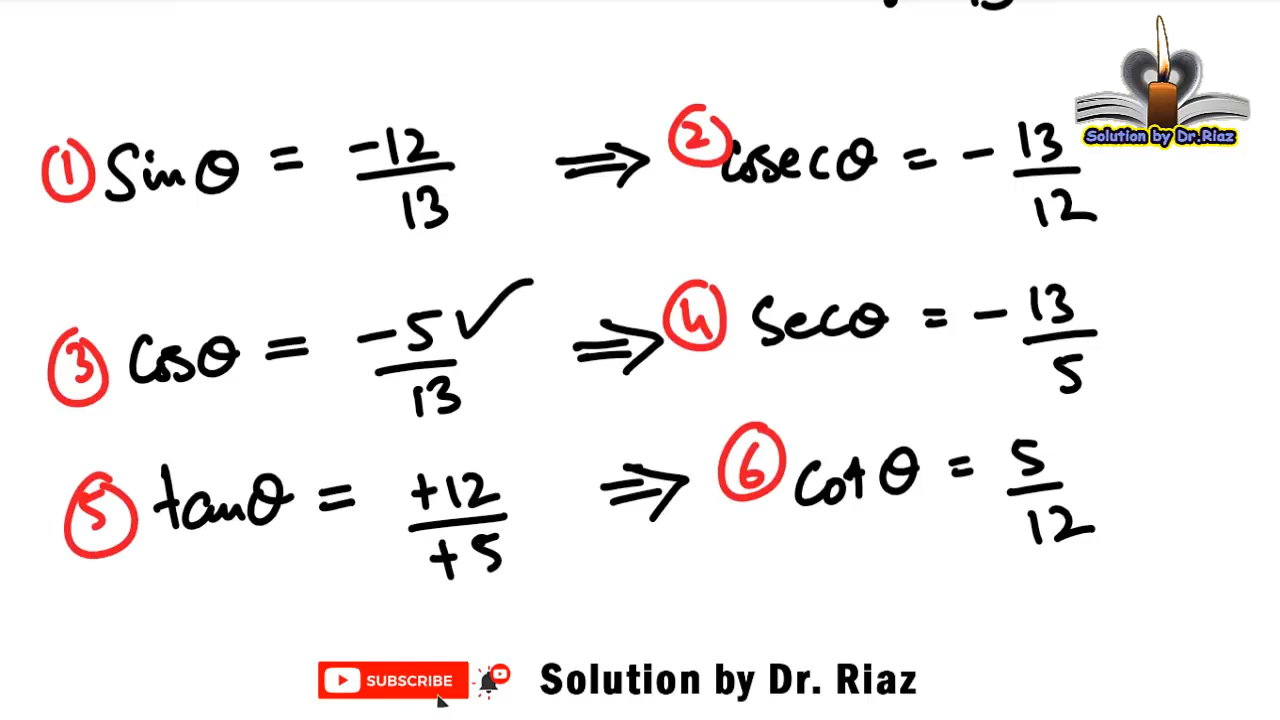 Solution by Dr.Riaz
① Sinθ = -12/13 ⟹ ② cosecθ = - 13/12
③ cosθ = -5/13 ✓ ⟹ ④ Secθ = - 13/5
⑤ tanθ = +12/+5 ⟹ ⑥ cotθ = 5/12
SUBSCRIBE Solution by Dr. Riaz